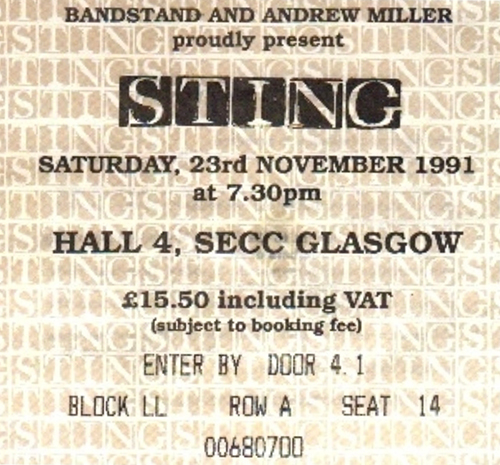 BANDSTAND AND ANDREW MILLER
proudly present
STING
SATURDAY, 23rd NOVEMBER 1991
at 7.30pm
HALL 4, SECC GLASGOW
£15.50 including VAT
(subject to booking fee)
ENTER BY DOOR 4.1
BLOCK LL ROW A SEAT 14
00680700